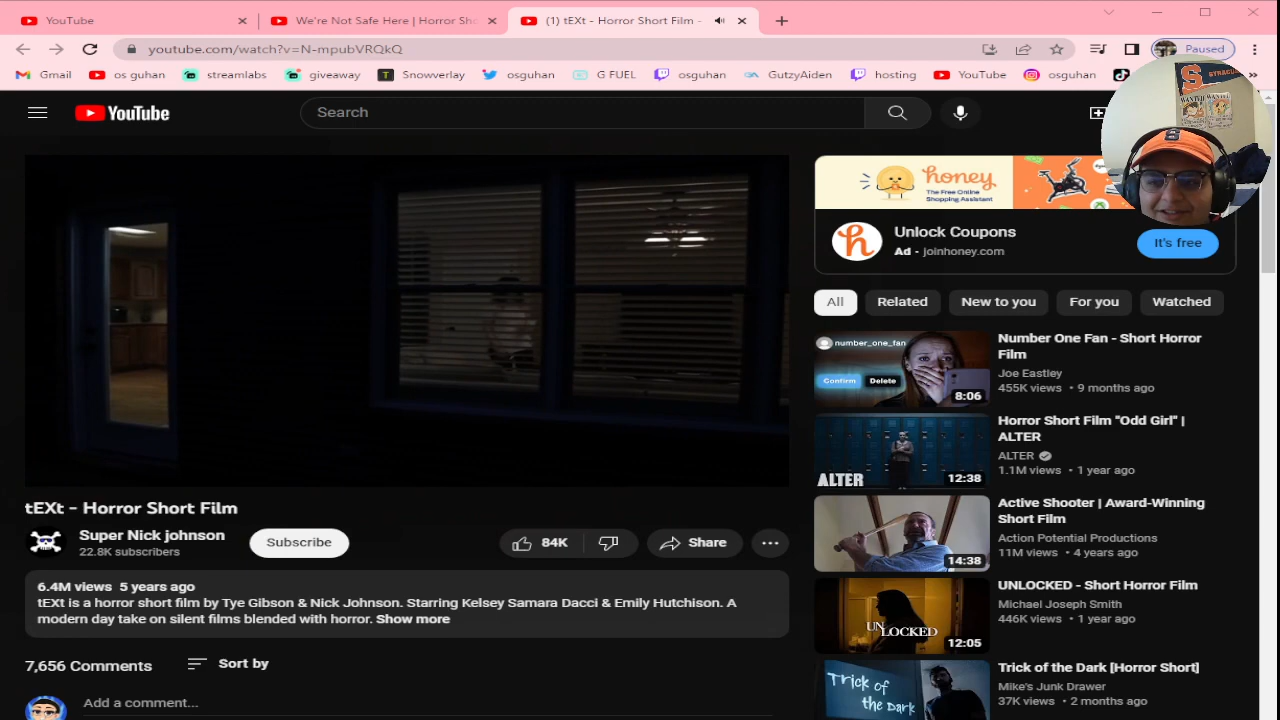 YouTube
We're Not Safe Here | Horror Sho
(1) tEXt - Horror Short Film -
youtube.com/watch?v=N-mpubVRQkQ
Paused
Gmail
os guhan
streamlabs
giveaway
Snowverlay
osguhan
G FUEL
osguhan
GutzyAiden
hosting
YouTube
osguhan
YouTube
Search
SYRACUSE
WANTED WANTED
honey
The Free Online
Shopping Assistant
Unlock Coupons
Ad - joinhoney.com
It's free
All
Related
New to you
For you
Watched
number_one_fan
Confirm Delete
8:06
Number One Fan - Short Horror
Film
Joe Eastley
455K views • 9 months ago
ALTER
12:38
Horror Short Film "Odd Girl" |
ALTER
ALTER
1.1M views • 1 year ago
14:38
Active Shooter | Award-Winning
Short Film
Action Potential Productions
11M views • 4 years ago
UNLOCKED
12:05
UNLOCKED - Short Horror Film
Michael Joseph Smith
446K views • 1 year ago
Trick of
the Dark
Trick of the Dark [Horror Short]
Mike's Junk Drawer
37K views • 2 months ago
tEXt - Horror Short Film
Super Nick johnson
22.8K subscribers
Subscribe
84K
Share
6.4M views 5 years ago
tEXt is a horror short film by Tye Gibson & Nick Johnson. Starring Kelsey Samara Dacci & Emily Hutchison. A
modern day take on silent films blended with horror. Show more
7,656 Comments
Sort by
Add a comment...